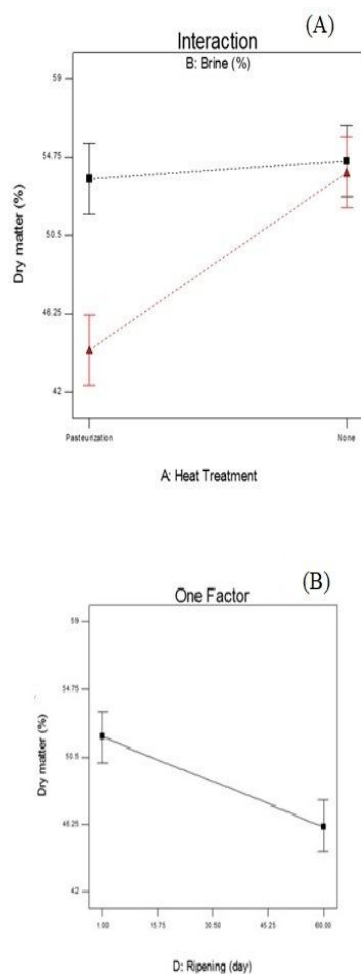 (A)
Interaction
B: Brine (%)
59
54.75
50.5
46.25
42
Dry matter (%)
Pasteurization None
A: Heat Treatment
(B)
One Factor
59
54.75
50.5
46.25
42
Dry matter (%)
1.00 15.75 30.50 45.25 60.00
D: Ripening (day)